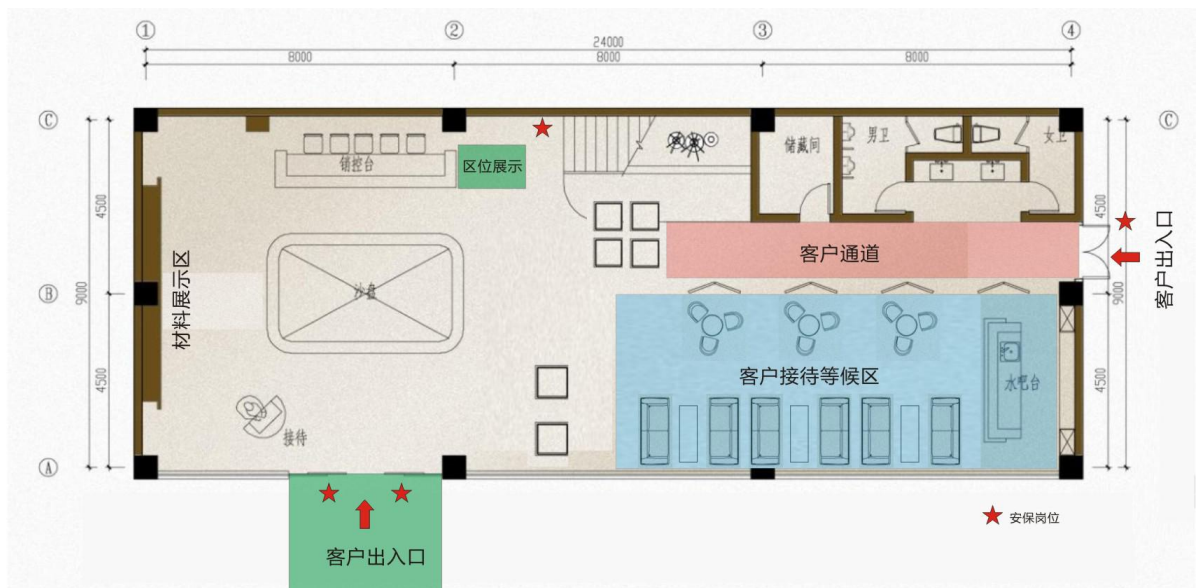 ① ② ③ ④
24000
8000 8000 8000
Ⓒ Ⓒ
销控台
区位展示
储藏间
男卫
女卫
4500
4500
客户通道
客户出入口
材料展示区
沙盘
Ⓑ
9000
9000
客户接待等候区
水吧台
4500
4500
接待
Ⓐ
客户出入口
安保岗位